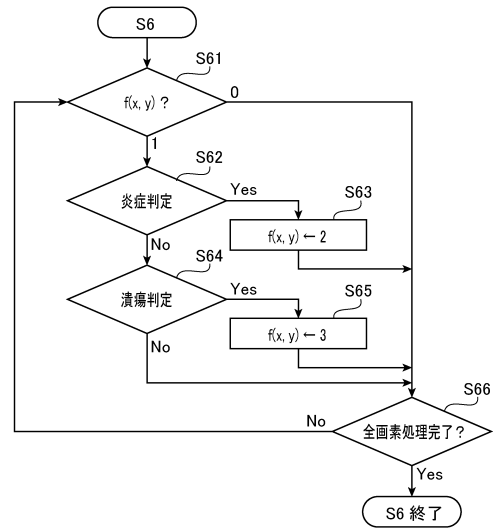 S6
S61
f(x, y) ?
0
1
S62
炎症判定
Yes
S63
f(x, y) ← 2
No
S64
潰瘍判定
Yes
S65
f(x, y) ← 3
No
S66
全画素処理完了?
No
Yes
S6 終了